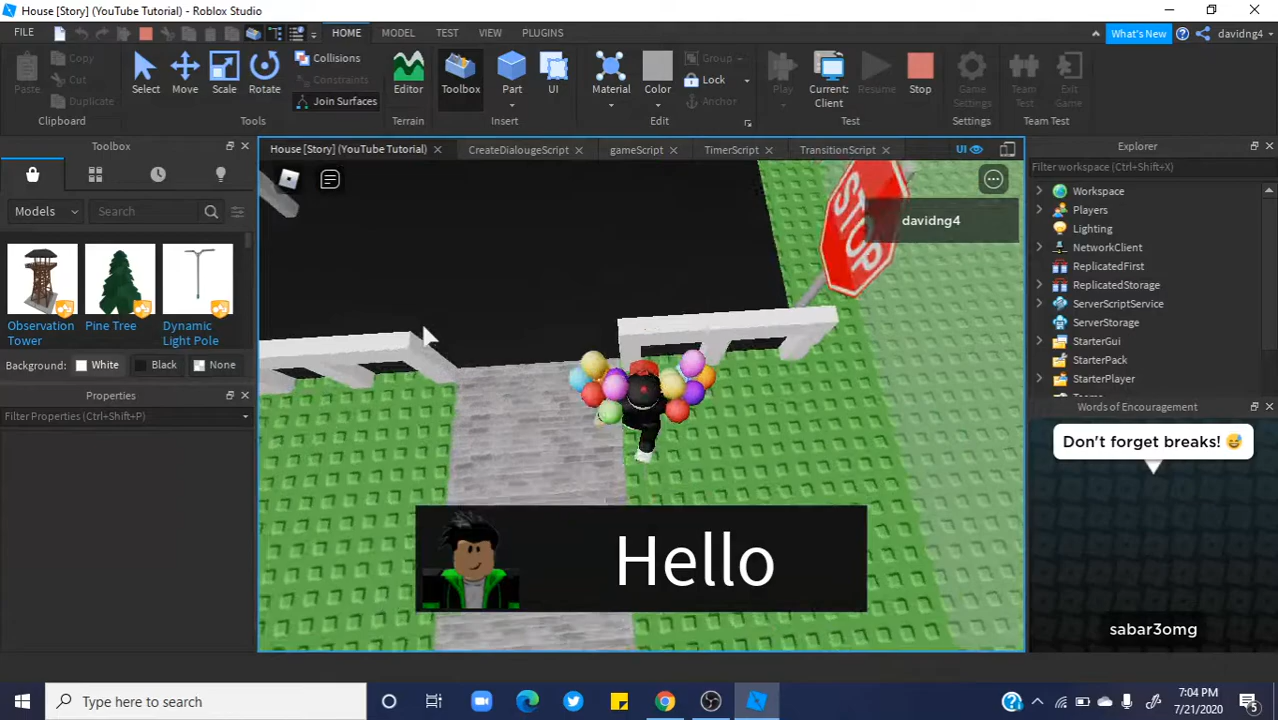 House [Story] (YouTube Tutorial) - Roblox Studio
FILE HOME MODEL TEST VIEW PLUGINS What's New davidng4
Paste Copy Cut Duplicate Clipboard
Select Move Scale Rotate Collisions Constraints Join Surfaces Tools
Editor Terrain
Toolbox Part UI Insert
Material Color Group Lock Anchor Edit
Play Current: Client Resume Stop Test
Game Settings Settings
Team Test Exit Game Team Test
Toolbox
Models Search
Observation Tower
Pine Tree
Dynamic Light Pole
Background: White Black None
Properties
Filter Properties (Ctrl+Shift+P)
House [Story] (YouTube Tutorial) CreateDialougeScript gameScript TimerScript TransitionScript UI
STOP
davidng4
Hello
Explorer
Filter workspace (Ctrl+Shift+X)
Workspace
Players
Lighting
NetworkClient
ReplicatedFirst
ReplicatedStorage
ServerScriptService
ServerStorage
StarterGui
StarterPack
StarterPlayer
Words of Encouragement
Don't forget breaks!
sabar3omg
Type here to search
7:04 PM
7/21/2020
5